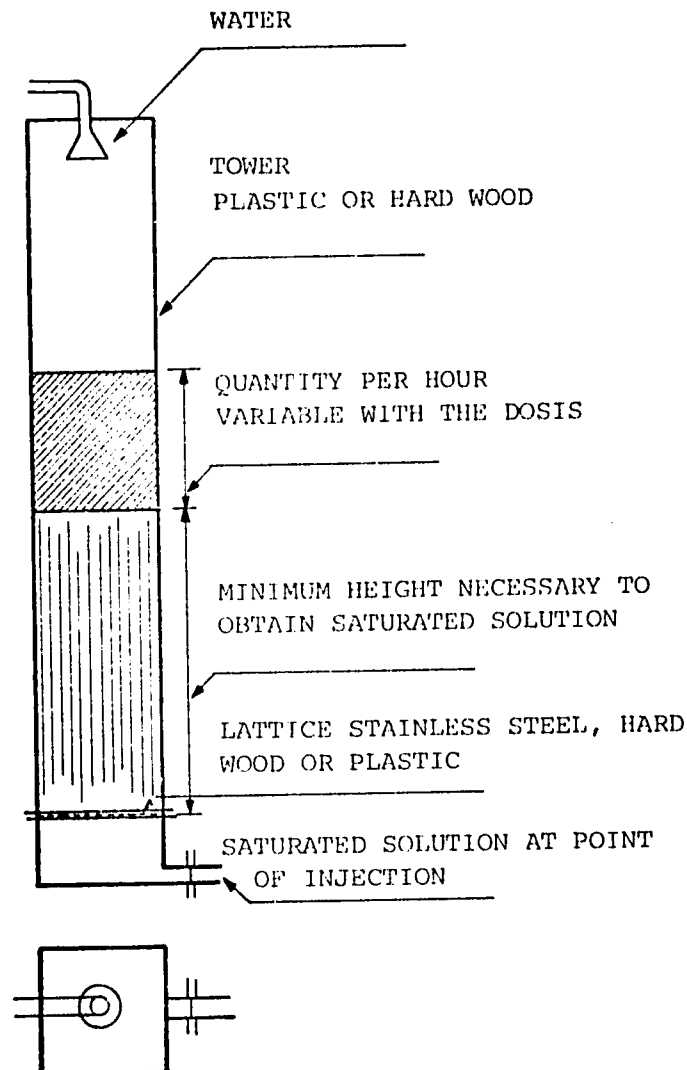 WATER
TOWER
PLASTIC OR HARD WOOD
QUANTITY PER HOUR
VARIABLE WITH THE DOSIS
MINIMUM HEIGHT NECESSARY TO
OBTAIN SATURATED SOLUTION
LATTICE STAINLESS STEEL, HARD
WOOD OR PLASTIC
SATURATED SOLUTION AT POINT
OF INJECTION